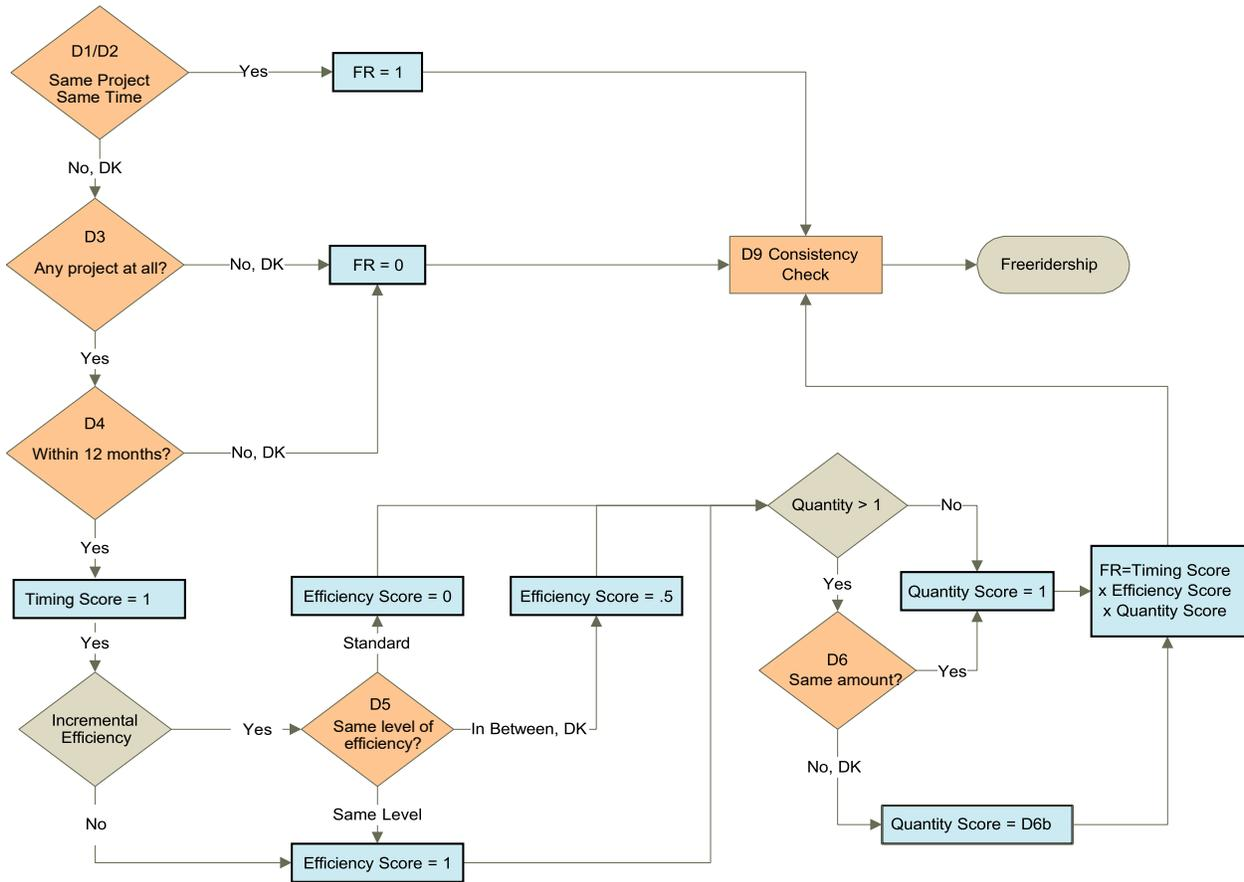 D1/D2
Same Project
Same Time
Yes
FR = 1
No, DK
D3
Any project at all?
No, DK
FR = 0
D9 Consistency
Check
Freeridership
Yes
D4
Within 12 months?
No, DK
Yes
Timing Score = 1
Yes
Incremental
Efficiency
Yes
No
Efficiency Score = 0
Standard
D5
Same level of
efficiency?
In Between, DK
Efficiency Score = .5
Same Level
Efficiency Score = 1
Quantity > 1
No
Yes
Quantity Score = 1
D6
Same amount?
Yes
No, DK
Quantity Score = D6b
FR=Timing Score
x Efficiency Score
x Quantity Score